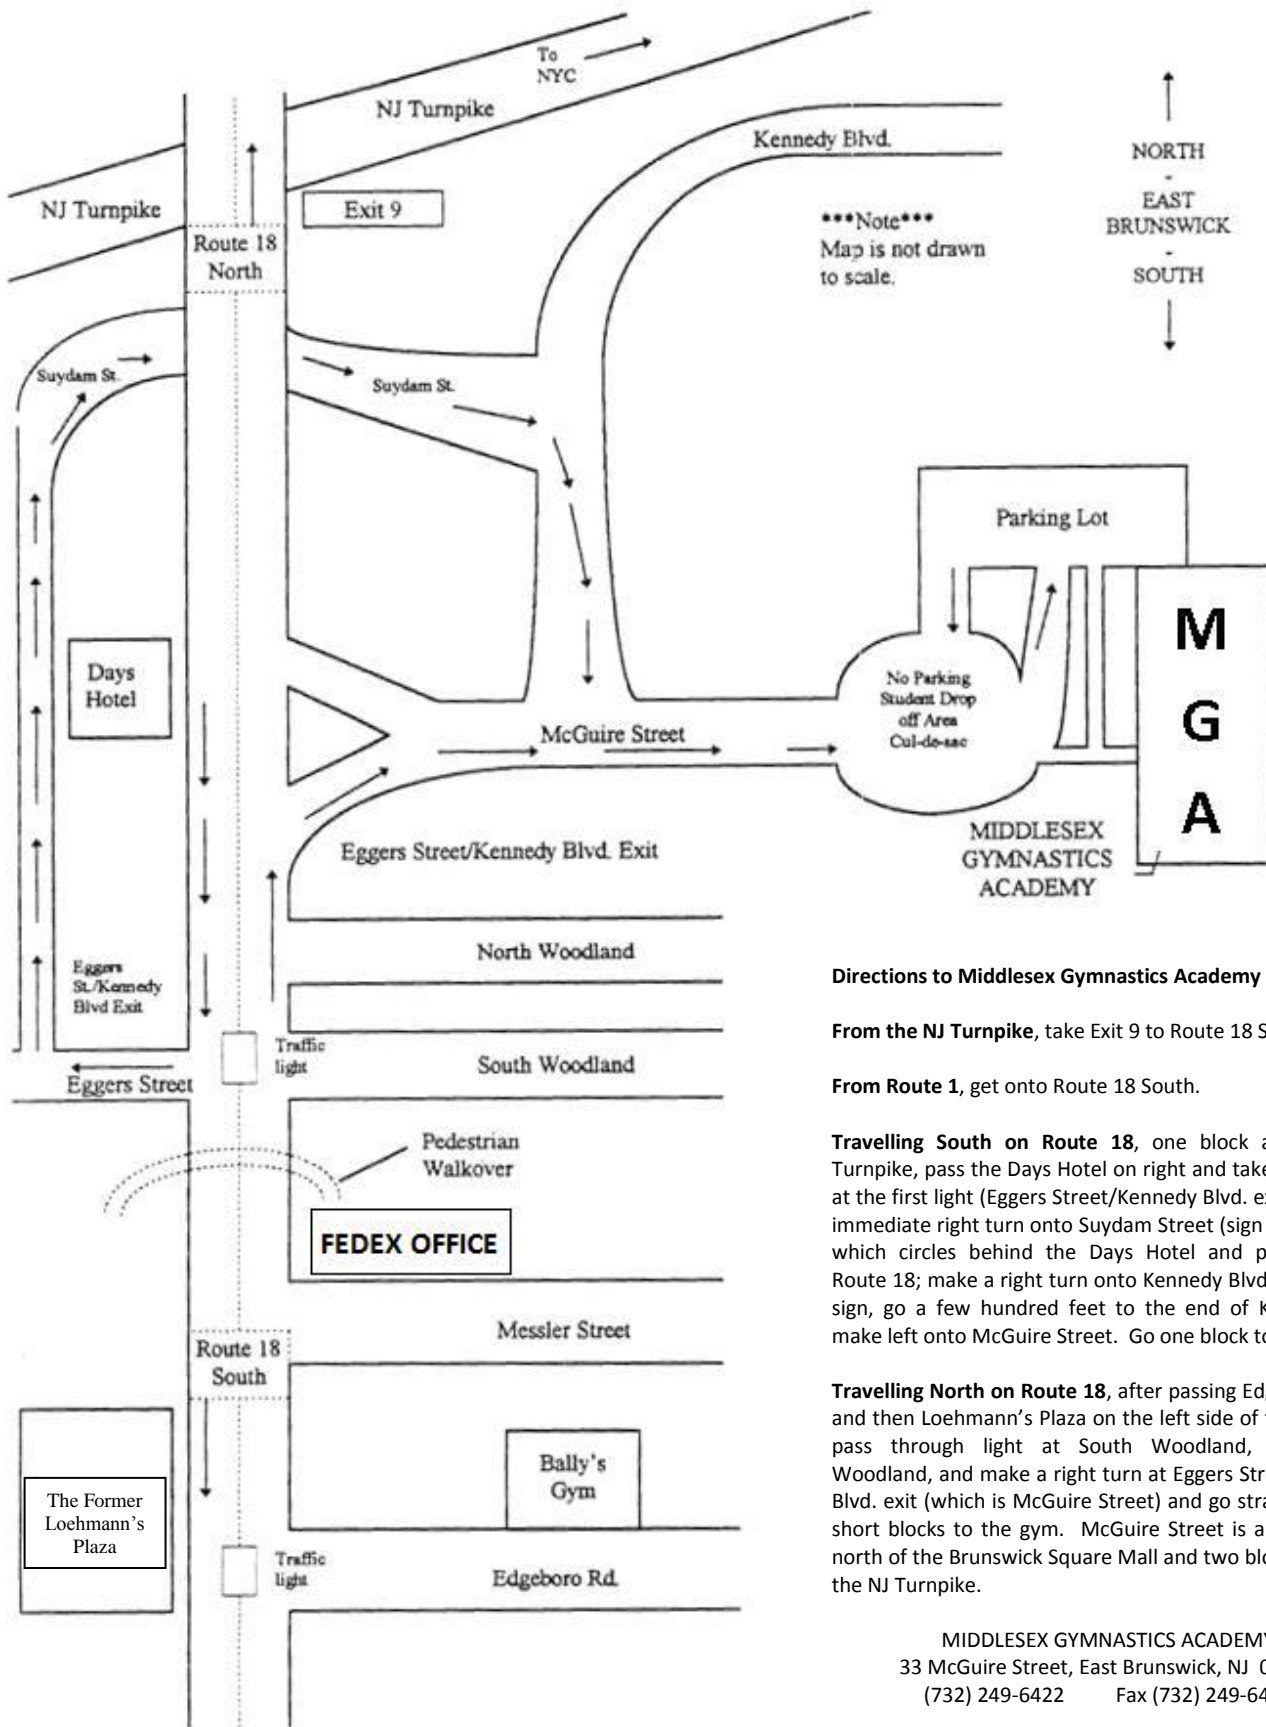 To
NYC
NJ Turnpike
Kennedy Blvd.
NORTH
-
EAST
BRUNSWICK
-
SOUTH
NJ Turnpike
Exit 9
***Note***
Map is not drawn
to scale.
Route 18
North
Suydam St.
Suydam St.
Parking Lot
M
G
A
Days
Hotel
No Parking
Student Drop
off Area
Cul-de-sac
McGuire Street
MIDDLESEX
GYMNASTICS
ACADEMY
Eggers Street/Kennedy Blvd. Exit
North Woodland
Eggers
St./Kennedy
Blvd Exit
Traffic
light
South Woodland
Eggers Street
Pedestrian
Walkover
FEDEX OFFICE
Messler Street
Route 18
South
Bally's
Gym
The Former
Loehmann's
Plaza
Traffic
light
Edgeboro Rd.
Directions to Middlesex Gymnastics Academy
From the NJ Turnpike, take Exit 9 to Route 18 S
From Route 1, get onto Route 18 South.
Travelling South on Route 18, one block a
Turnpike, pass the Days Hotel on right and take
at the first light (Eggers Street/Kennedy Blvd. ex
immediate right turn onto Suydam Street (sign
which circles behind the Days Hotel and p
Route 18; make a right turn onto Kennedy Blvd
sign, go a few hundred feet to the end of K
make left onto McGuire Street. Go one block to
Travelling North on Route 18, after passing Ed
and then Loehmann's Plaza on the left side of t
pass through light at South Woodland,
Woodland, and make a right turn at Eggers Stre
Blvd. exit (which is McGuire Street) and go stra
short blocks to the gym. McGuire Street is a
north of the Brunswick Square Mall and two blo
the NJ Turnpike.
MIDDLESEX GYMNASTICS ACADEMY
33 McGuire Street, East Brunswick, NJ 0
(732) 249-6422 Fax (732) 249-64